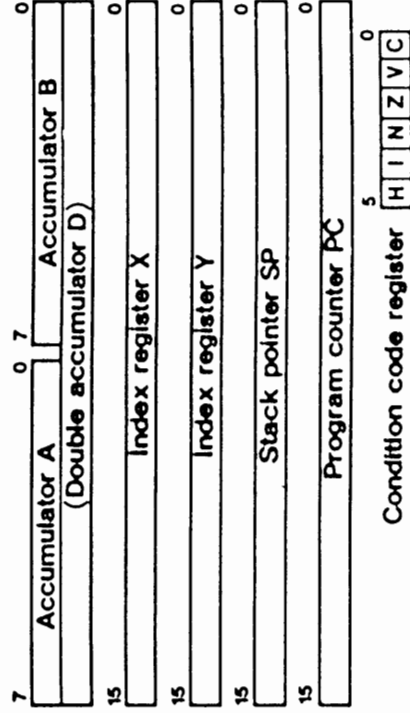 7 0 7 0
Accumulator A Accumulator B
(Double accumulator D)
15 0
Index register X
15 0
Index register Y
15 0
Stack pointer SP
15 0
Program counter PC
5 0
Condition code register H I N Z V C